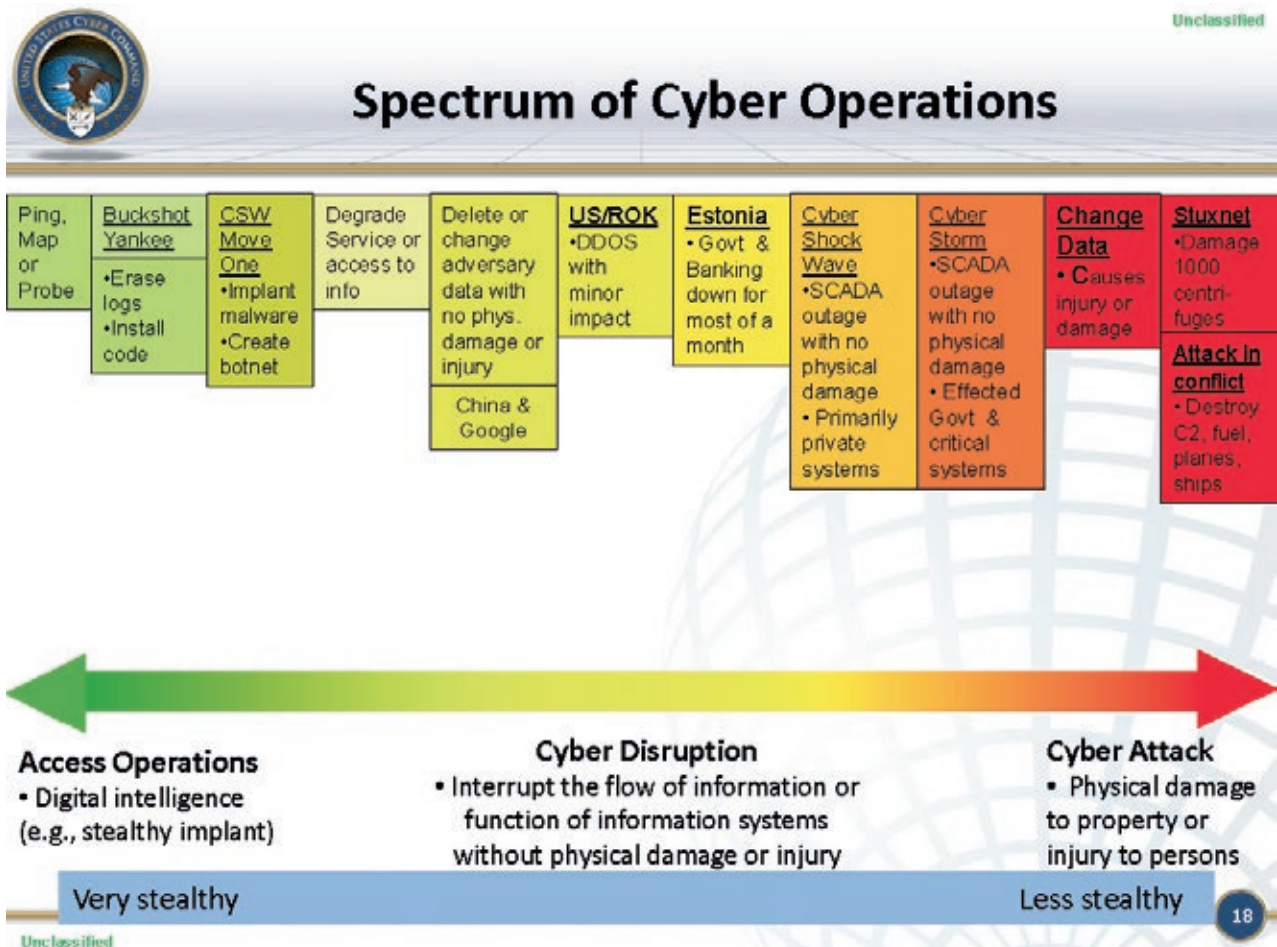 UNITED STATES CYBER COMMAND
Unclassified
Spectrum of Cyber Operations
Ping,
Map
or
Probe
Buckshot
Yankee
•Erase
logs
•Install
code
CSW
Move
One
•Implant
malware
•Create
botnet
Degrade
Service or
access to
info
Delete or
change
adversary
data with
no phys.
damage or
injury
China &
Google
US/ROK
•DDOS
with
minor
impact
Estonia
• Govt &
Banking
down for
most of a
month
Cyber
Shock
Wave
•SCADA
outage
with no
physical
damage
• Primarily
private
systems
Cyber
Storm
•SCADA
outage
with no
physical
damage
• Effected
Govt &
critical
systems
Change
Data
• Causes
injury or
damage
Stuxnet
•Damage
1000
centri-
fuges
Attack in
conflict
• Destroy
C2, fuel,
planes,
ships
Access Operations
• Digital intelligence
(e.g., stealthy implant)
Cyber Disruption
• Interrupt the flow of information or
function of information systems
without physical damage or injury
Cyber Attack
• Physical damage
to property or
injury to persons
Very stealthy
Less stealthy
18
Unclassified